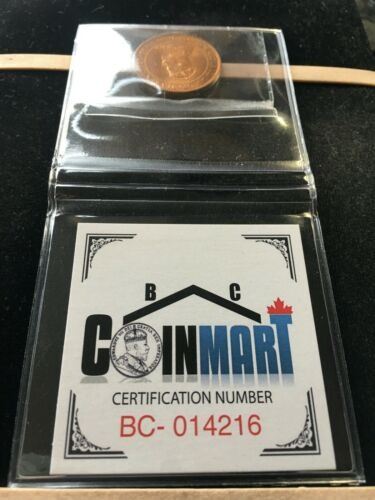 B C
COINMART
CERTIFICATION NUMBER
BC- 014216